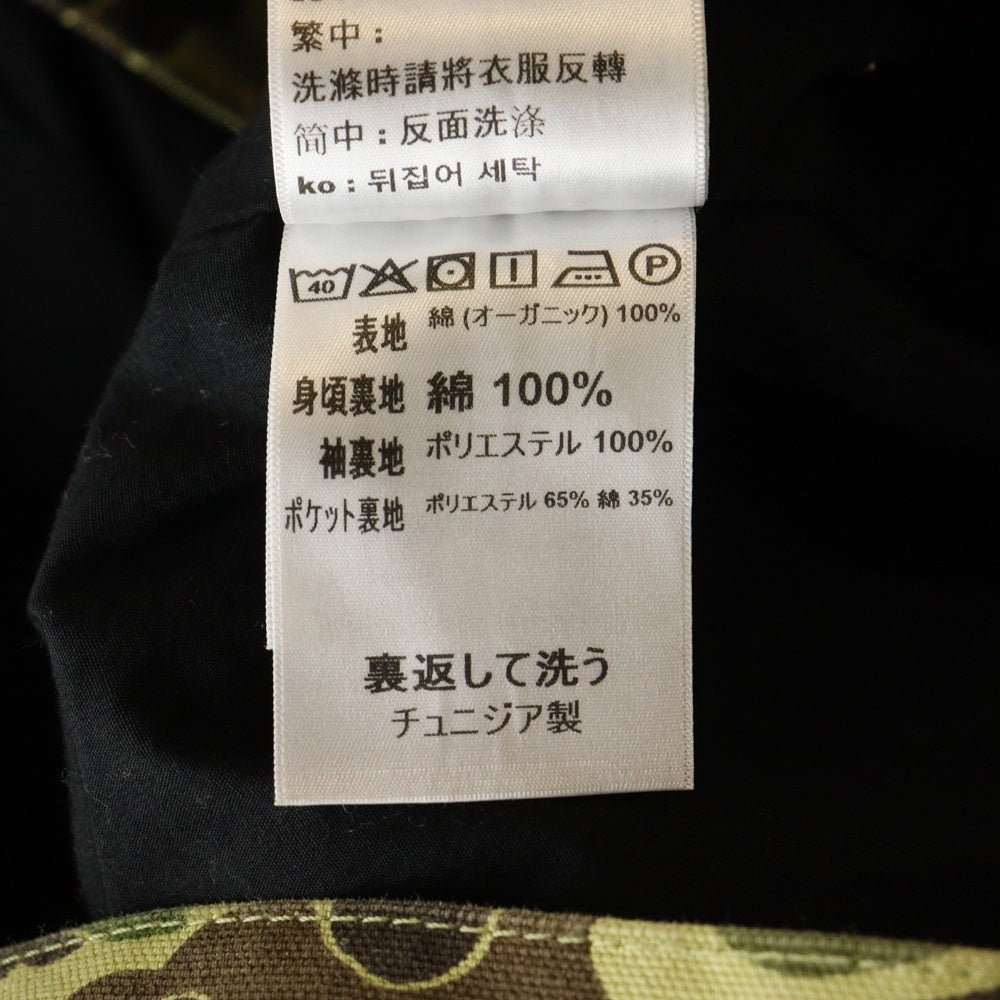 繁中：
洗滌時請將衣服反轉
简中：反面洗涤
ko : 뒤집어 세탁
40 P
表地 綿 (オーガニック) 100%
身頃裏地 綿 100%
袖裏地 ポリエステル 100%
ポケット裏地 ポリエステル 65% 綿 35%
裏返して洗う
チュニジア製